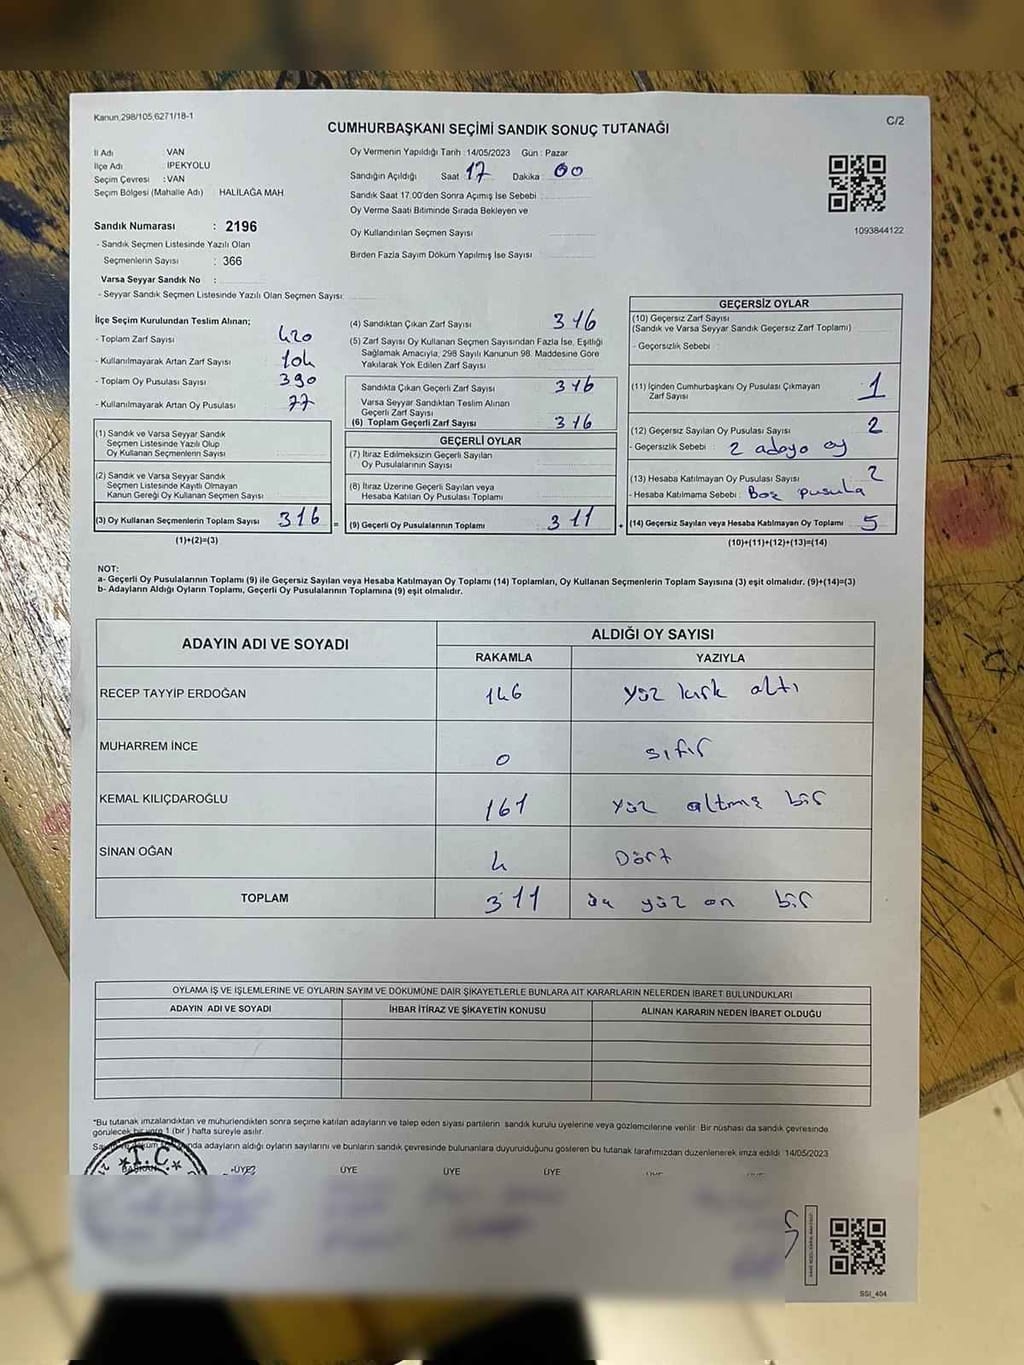 Kanun,298/105,6271/18-1
C/2
CUMHURBAŞKANI SEÇİMİ SANDIK SONUÇ TUTANAĞI
İl Adı : VAN
İlçe Adı : İPEKYOLU
Seçim Çevresi : VAN
Seçim Bölgesi (Mahalle Adı) HALİLAĞA MAH
Sandık Numarası : 2196
- Sandık Seçmen Listesinde Yazılı Olan
Seçmenlerin Sayısı : 366
Varsa Seyyar Sandık No :
- Seyyar Sandık Seçmen Listesinde Yazılı Olan Seçmen Sayısı:
Oy Vermenin Yapıldığı Tarih :14/05/2023 Gün : Pazar
Sandığın Açıldığı Saat 17 Dakika : 00
Sandık Saat 17.00'den Sonra Açımış İse Sebebi :
Oy Verme Saati Bitiminde Sırada Bekleyen ve
Oy Kullandırılan Seçmen Sayısı
Birden Fazla Sayım Döküm Yapılmış İse Sayısı
1093844122
İlçe Seçim Kurulundan Teslim Alınan;
- Toplam Zarf Sayısı 420
- Kullanılmayarak Artan Zarf Sayısı 104
- Toplam Oy Pusulası Sayısı 390
- Kullanılmayarak Artan Oy Pusulası 77
(1) Sandık ve Varsa Seyyar Sandık
Seçmen Listesinde Yazılı Olup
Oy Kullanan Seçmenlerin Sayısı
(2) Sandık ve Varsa Seyyar Sandık
Seçmen Listesinde Kayıtlı Olmayan
Kanun Gereği Oy Kullanan Seçmen Sayısı
(3) Oy Kullanan Seçmenlerin Toplam Sayısı 316 =
(1)+(2)=(3)
(4) Sandıktan Çıkan Zarf Sayısı 316
(5) Zarf Sayısı Oy Kullanan Seçmen Sayısından Fazla İse, Eşitliği
Sağlamak Amacıyla, 298 Sayılı Kanunun 98. Maddesine Göre
Yakılarak Yok Edilen Zarf Sayısı
Sandıkta Çıkan Geçerli Zarf Sayısı 316
Varsa Seyyar Sandıktan Teslim Alınan
Geçerli Zarf Sayısı
(6) Toplam Geçerli Zarf Sayısı 316
GEÇERLİ OYLAR
(7) İtiraz Edilmeksizin Geçerli Sayılan
Oy Pusulalarının Sayısı
(8) İtiraz Üzerine Geçerli Sayılan veya
Hesaba Katılan Oy Pusulası Toplamı
(9) Geçerli Oy Pusulalarının Toplamı 311 +
GEÇERSİZ OYLAR
(10) Geçersiz Zarf Sayısı
(Sandık ve Varsa Seyyar Sandık Geçersiz Zarf Toplamı)
- Geçersizlik Sebebi :
(11) İçinden Cumhurbaşkanı Oy Pusulası Çıkmayan
Zarf Sayısı 1
(12) Geçersiz Sayılan Oy Pusulası Sayısı 2
- Geçersizlik Sebebi : 2 adaya oy
(13) Hesaba Katılmayan Oy Pusulası Sayısı 2
- Hesaba Katılmama Sebebi : Boş pusula
(14) Geçersiz Sayılan veya Hesaba Katılmayan Oy Toplamı 5
(10)+(11)+(12)+(13)=(14)
NOT:
a- Geçerli Oy Pusulalarının Toplamı (9) ile Geçersiz Sayılan veya Hesaba Katılmayan Oy Toplamı (14) Toplamları, Oy Kullanan Seçmenlerin Toplam Sayısına (3) eşit olmalıdır. (9)+(14)=(3)
b- Adayların Aldığı Oyların Toplamı, Geçerli Oy Pusulalarının Toplamına (9) eşit olmalıdır.
ADAYIN ADI VE SOYADI
ALDIĞI OY SAYISI
RAKAMLA YAZIYLA
RECEP TAYYİP ERDOĞAN 146 yüz kırk altı
MUHARREM İNCE 0 sıfır
KEMAL KILIÇDAROĞLU 161 yüz altmış bir
SİNAN OĞAN 4 Dört
TOPLAM 311 üç yüz on bir
OYLAMA İŞ VE İŞLEMLERİNE VE OYLARIN SAYIM VE DÖKÜMÜNE DAİR ŞİKAYETLERLE BUNLARA AİT KARARLARIN NELERDEN İBARET BULUNDUKLARI
ADAYIN ADI VE SOYADI İHBAR İTİRAZ VE ŞİKAYETİN KONUSU ALINAN KARARIN NEDEN İBARET OLDUĞU
*Bu tutanak imzalandıktan ve mühürlendikten sonra seçime katılan adayların ve talep eden siyasi partilerin sandık kurulu üyelerine veya gözlemcilerine verilir. Bir nüshası da sandık çevresinde
görülecek bir yere 1 (bir) hafta süreyle asılır.
adayların aldığı oyların sayılarını ve bunların sandık çevresinde bulunanlara duyurulduğunu gösteren bu tutanak tarafımızdan düzenlenerek imza edildi 14/05/2023
T.C.
BAŞKAN ÜYE ÜYE ÜYE ÜYE
SSI_404